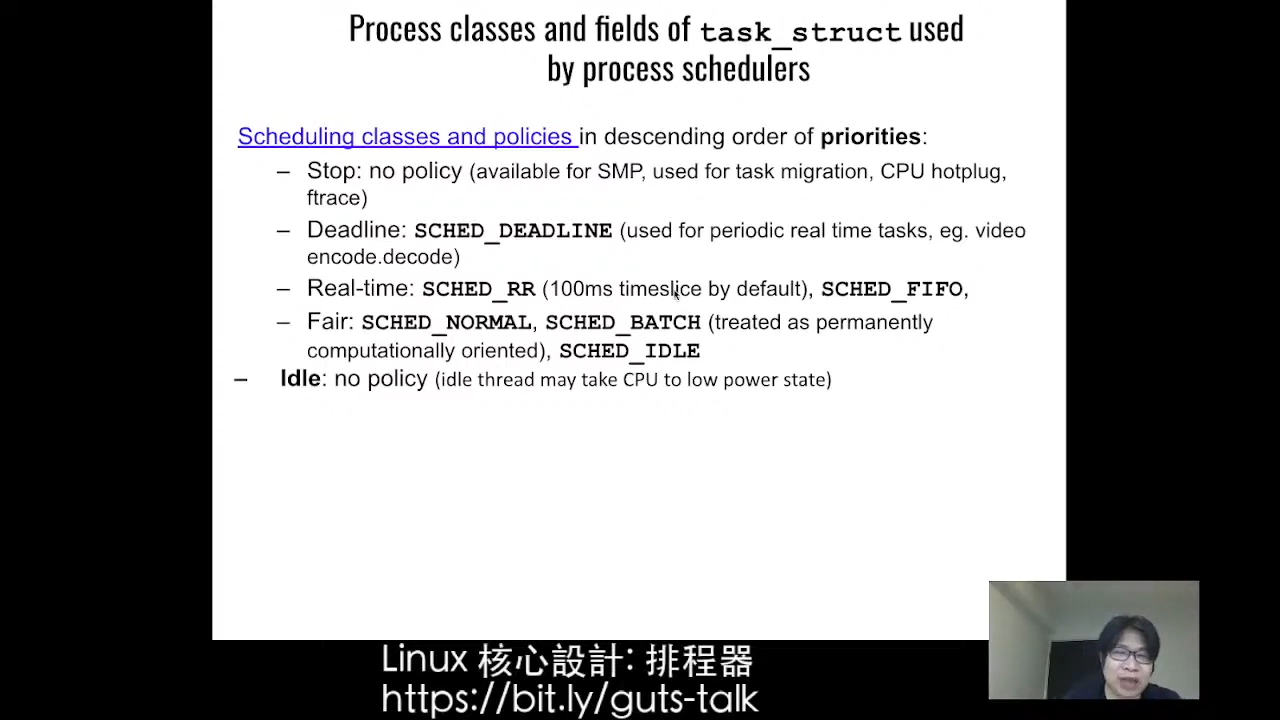 Process classes and fields of task_struct used
by process schedulers
Scheduling classes and policies in descending order of priorities:
– Stop: no policy (available for SMP, used for task migration, CPU hotplug,
ftrace)
– Deadline: SCHED_DEADLINE (used for periodic real time tasks, eg. video
encode.decode)
– Real-time: SCHED_RR (100ms timeslice by default), SCHED_FIFO,
– Fair: SCHED_NORMAL, SCHED_BATCH (treated as permanently
computationally oriented), SCHED_IDLE
– Idle: no policy (idle thread may take CPU to low power state)
Linux 核心設計: 排程器
https://bit.ly/guts-talk